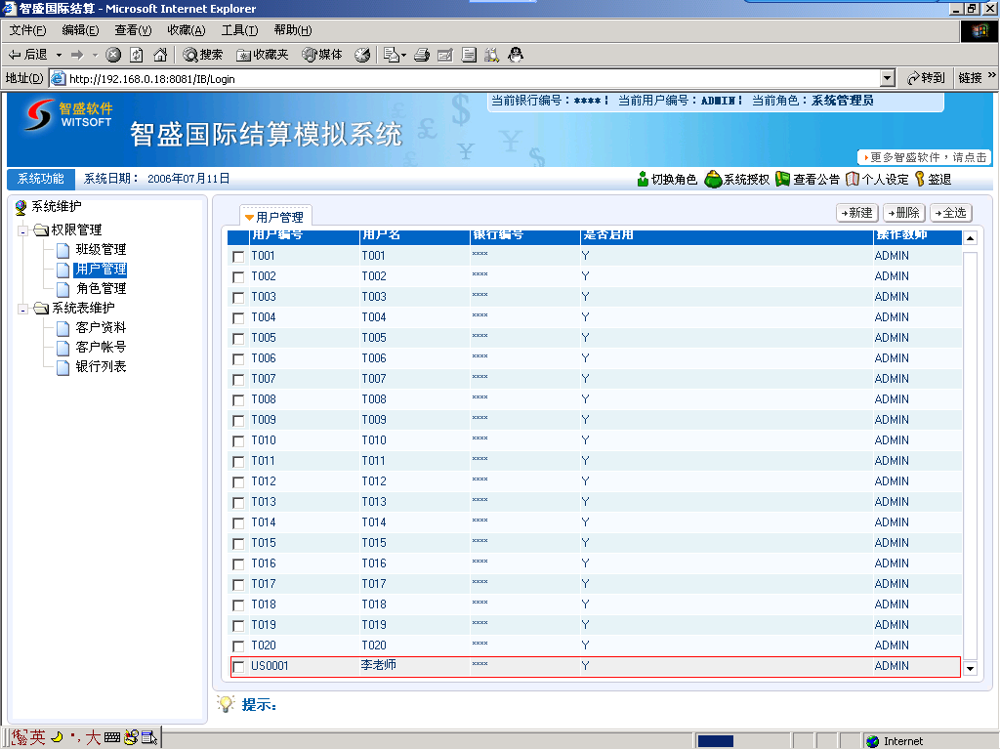 智盛国际结算 - Microsoft Internet Explorer
文件(F) 编辑(E) 查看(V) 收藏(A) 工具(T) 帮助(H)
后退 搜索 收藏夹 媒体
地址(D) http://192.168.0.18:8081/IB/Login 转到 链接 »
智盛软件
WITSOFT
智盛国际结算模拟系统
当前银行编号：****¦ 当前用户编号：ADMIN¦ 当前角色：系统管理员
更多智盛软件，请点击
系统功能 系统日期： 2006年07月11日 切换角色 系统授权 查看公告 个人设定 签退
系统维护
权限管理
班级管理
用户管理
角色管理
系统表维护
客户资料
客户帐号
银行列表
用户管理 新建 删除 全选
用户编号 用户名 银行编号 是否启用 操作教师
T001 T001 **** Y ADMIN
T002 T002 **** Y ADMIN
T003 T003 **** Y ADMIN
T004 T004 **** Y ADMIN
T005 T005 **** Y ADMIN
T006 T006 **** Y ADMIN
T007 T007 **** Y ADMIN
T008 T008 **** Y ADMIN
T009 T009 **** Y ADMIN
T010 T010 **** Y ADMIN
T011 T011 **** Y ADMIN
T012 T012 **** Y ADMIN
T013 T013 **** Y ADMIN
T014 T014 **** Y ADMIN
T015 T015 **** Y ADMIN
T016 T016 **** Y ADMIN
T017 T017 **** Y ADMIN
T018 T018 **** Y ADMIN
T019 T019 **** Y ADMIN
T020 T020 **** Y ADMIN
US0001 李老师 **** Y ADMIN
提示:
英 大
Internet